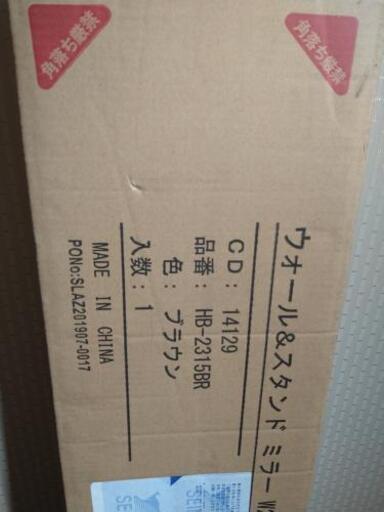 角落ち厳禁
角落ち厳禁
ウォール&スタンド ミラー
CD: 14129
品番: HB-2315BR
色: ブラウン
入数: 1
MADE IN CHINA
PONo:SLAZ201907-0017